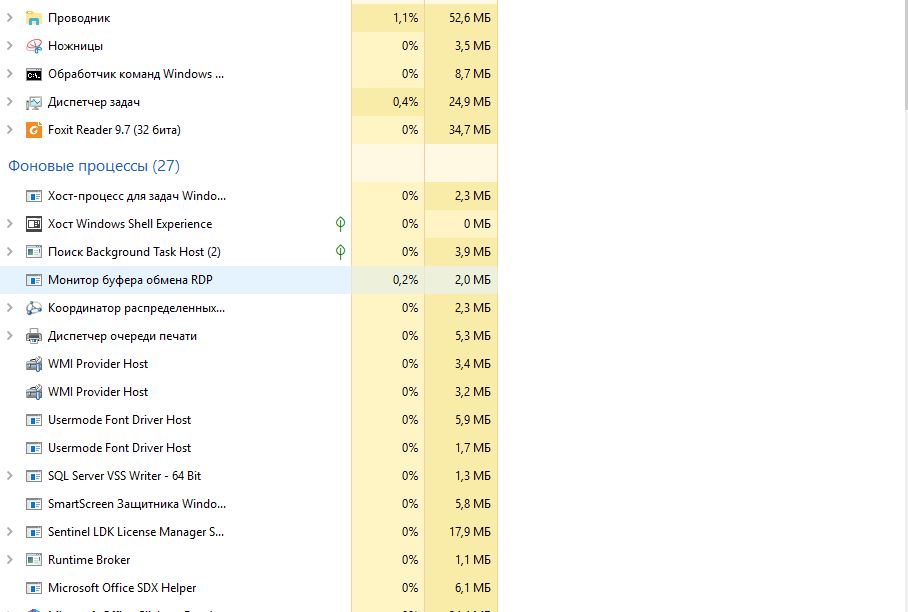 Проводник 1,1% 52,6 МБ
Ножницы 0% 3,5 МБ
Обработчик команд Windows ... 0% 8,7 МБ
Диспетчер задач 0,4% 24,9 МБ
Foxit Reader 9.7 (32 бита) 0% 34,7 МБ
Фоновые процессы (27)
Хост-процесс для задач Windo... 0% 2,3 МБ
Хост Windows Shell Experience 0% 0 МБ
Поиск Background Task Host (2) 0% 3,9 МБ
Монитор буфера обмена RDP 0,2% 2,0 МБ
Координатор распределенных... 0% 2,3 МБ
Диспетчер очереди печати 0% 5,3 МБ
WMI Provider Host 0% 3,4 МБ
WMI Provider Host 0% 3,2 МБ
Usermode Font Driver Host 0% 5,9 МБ
Usermode Font Driver Host 0% 1,7 МБ
SQL Server VSS Writer - 64 Bit 0% 1,3 МБ
SmartScreen Защитника Windo... 0% 5,8 МБ
Sentinel LDK License Manager S... 0% 17,9 МБ
Runtime Broker 0% 1,1 МБ
Microsoft Office SDX Helper 0% 6,1 МБ